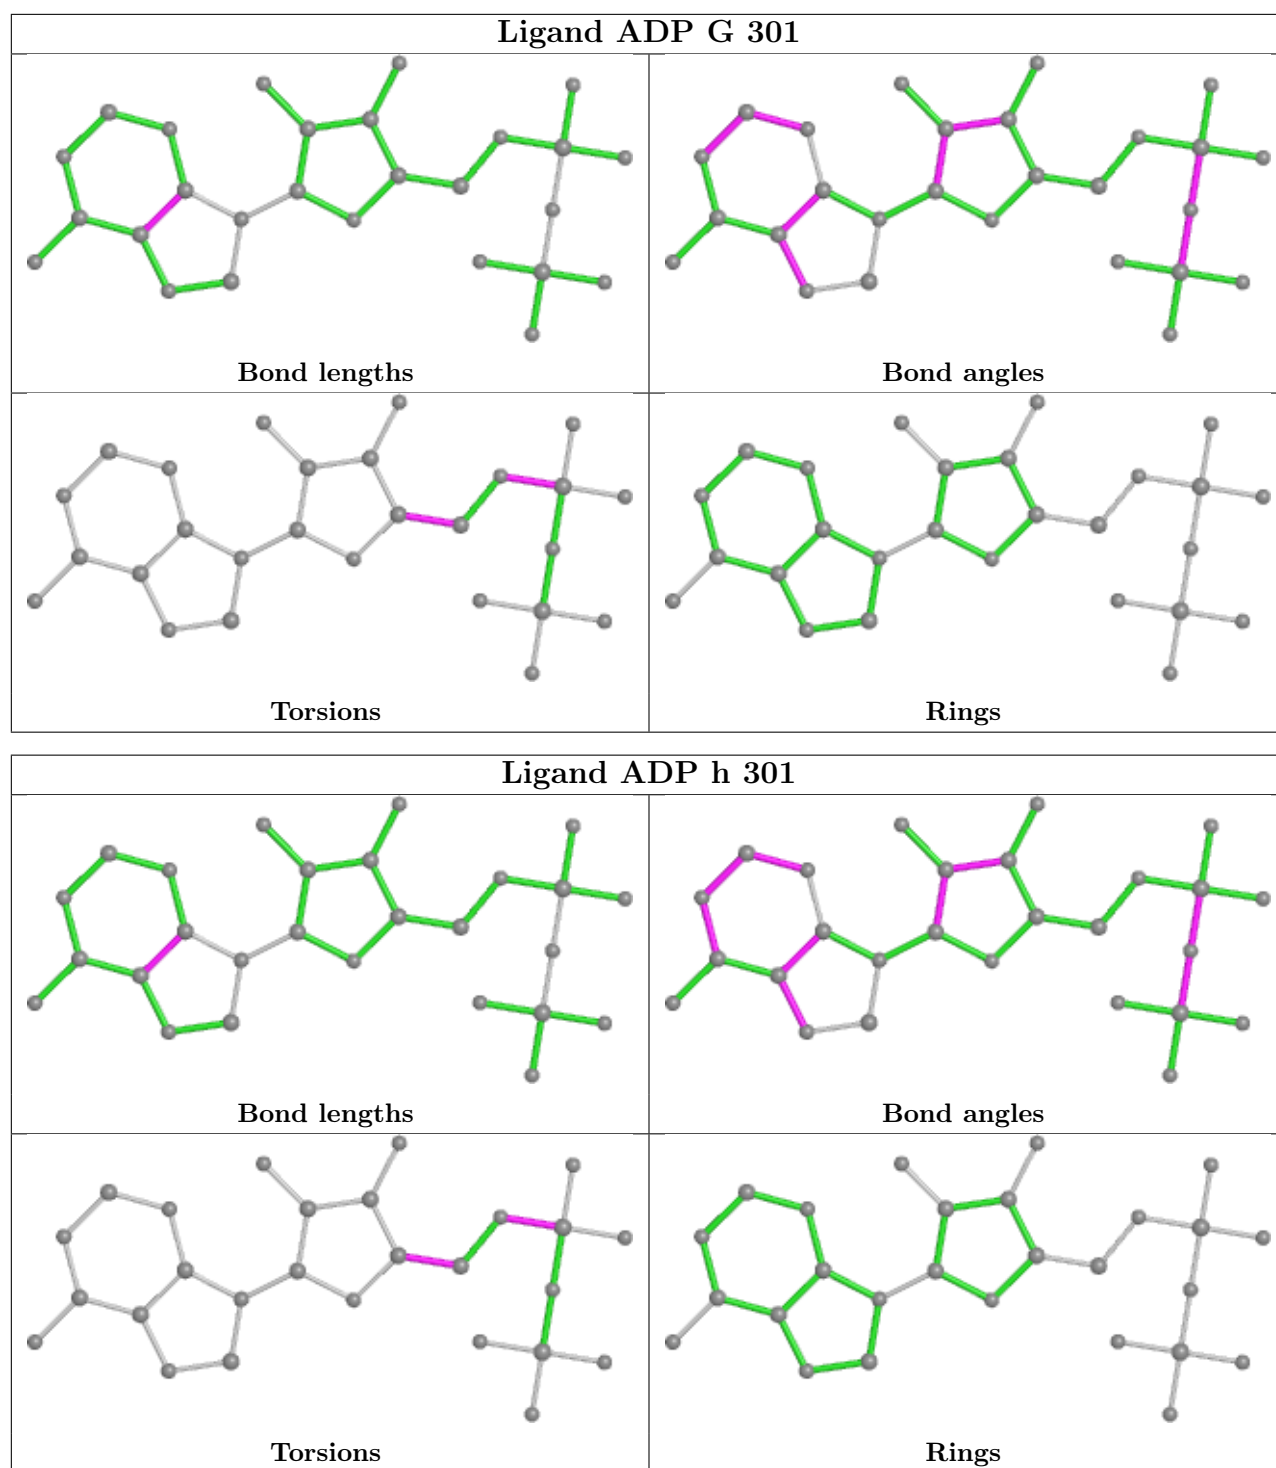 Ligand ADP G 301
Bond lengths
Bond angles
Torsions
Rings
Ligand ADP h 301
Bond lengths
Bond angles
Torsions
Rings